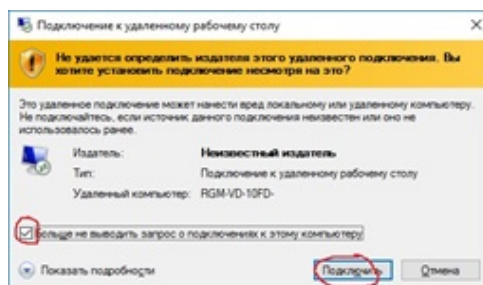 Подключение к удаленному рабочему столу
Не удается определить издателя этого удаленного подключения. Вы
хотите установить подключение несмотря на это?
Это удаленное подключение может нанести вред локальному или удаленному компьютеру.
Не подключайтесь, если источник данного подключения неизвестен или оно не
использовалось ранее.
Издатель: Неизвестный издатель
Тип: Подключение к удаленному рабочему столу
Удаленный компьютер: RGM-VD-10FD-
Больше не выводить запрос о подключениях к этому компьютеру
Показать подробности Подключить Отмена